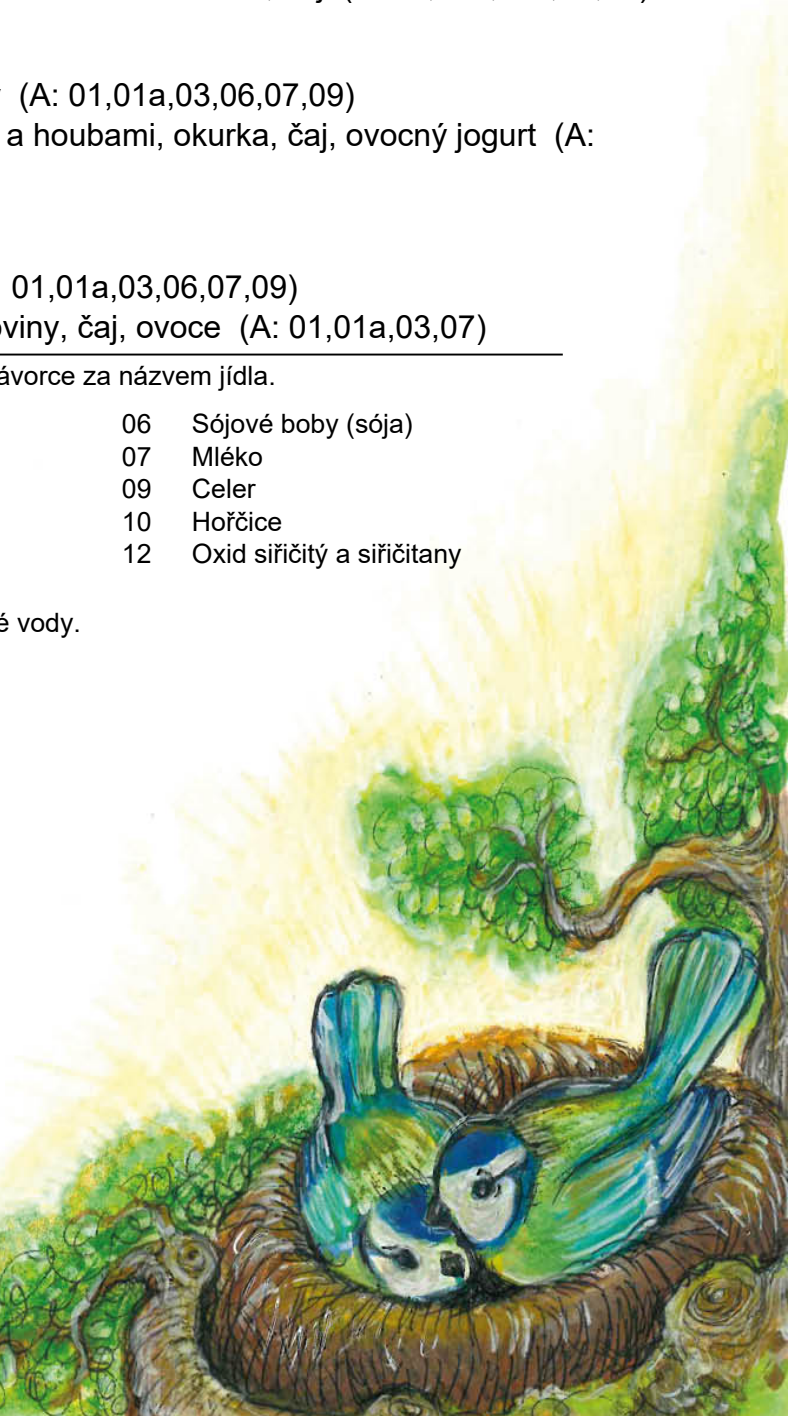 (A: 01,01a,03,06,07,09)
a houbami, okurka, čaj, ovocný jogurt (A:
01,01a,03,06,07,09)
čaj, ovoce (A: 01,01a,03,07)
za názvem jídla.
06 Sójové boby (sója)
07 Mléko
09 Celer
10 Hořčice
12 Oxid siřičitý a siřičitany
vody.